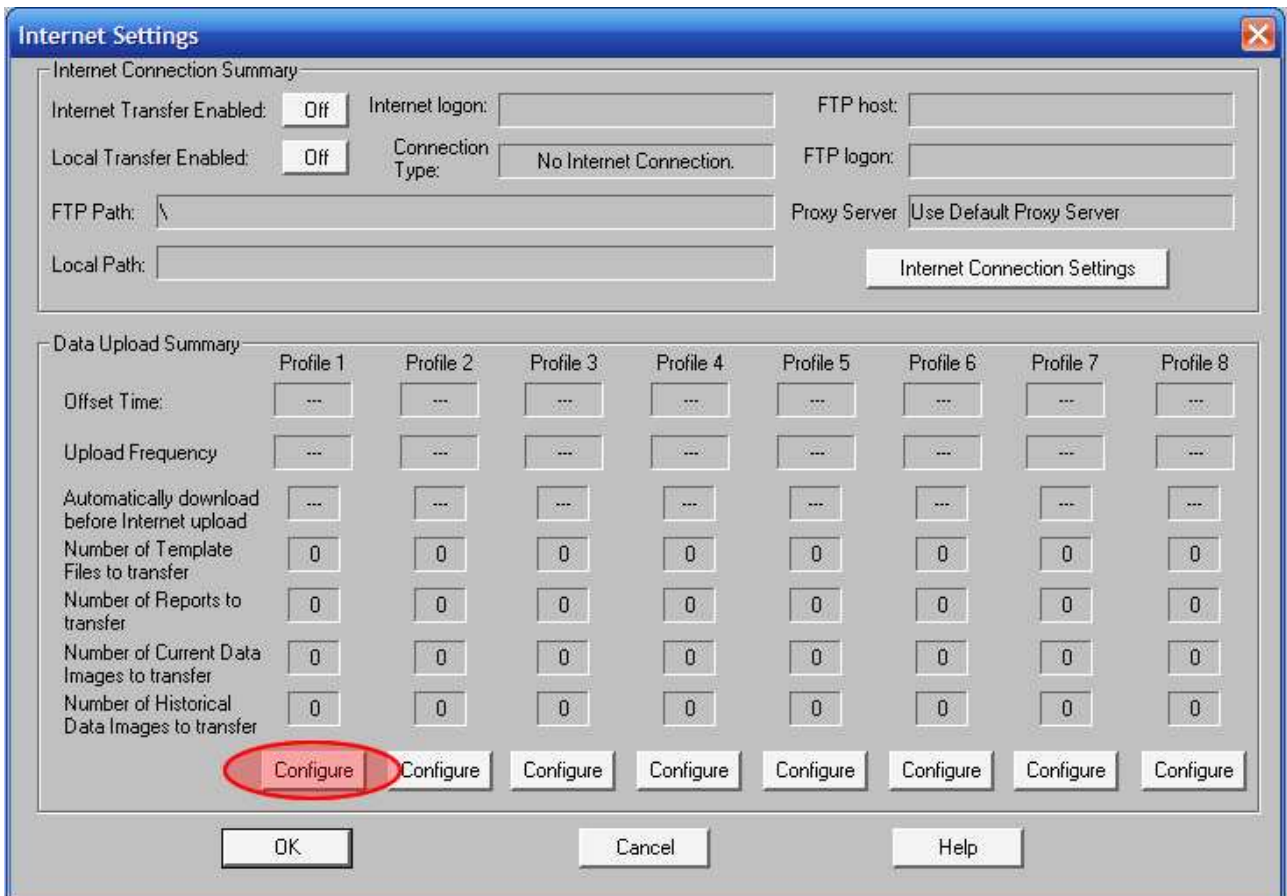 Internet Settings
Internet Connection Summary
Internet Transfer Enabled: Off Internet logon: FTP host:
Local Transfer Enabled: Off Connection Type: No Internet Connection. FTP logon:
FTP Path: \ Proxy Server Use Default Proxy Server
Local Path: Internet Connection Settings
Data Upload Summary
Profile 1 Profile 2 Profile 3 Profile 4 Profile 5 Profile 6 Profile 7 Profile 8
Offset Time: --- --- --- --- --- --- --- ---
Upload Frequency --- --- --- --- --- --- --- ---
Automatically download
before Internet upload --- --- --- --- --- --- --- ---
Number of Template
Files to transfer 0 0 0 0 0 0 0 0
Number of Reports to
transfer 0 0 0 0 0 0 0 0
Number of Current Data
Images to transfer 0 0 0 0 0 0 0 0
Number of Historical
Data Images to transfer 0 0 0 0 0 0 0 0
Configure Configure Configure Configure Configure Configure Configure Configure
OK Cancel Help